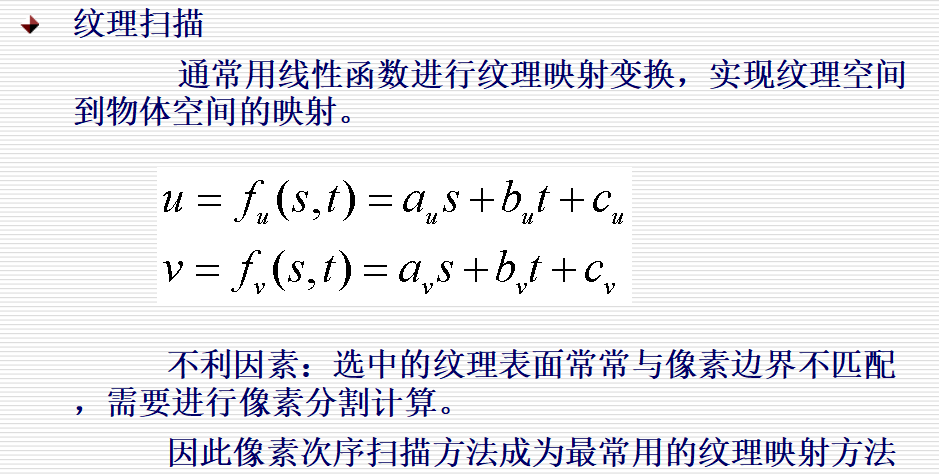 纹理扫描
通常用线性函数进行纹理映射变换，实现纹理空间
到物体空间的映射。
u = f_u(s,t) = a_u s + b_u t + c_u
v = f_v(s,t) = a_v s + b_v t + c_v
不利因素：选中的纹理表面常常与像素边界不匹配
，需要进行像素分割计算。
因此像素次序扫描方法成为最常用的纹理映射方法